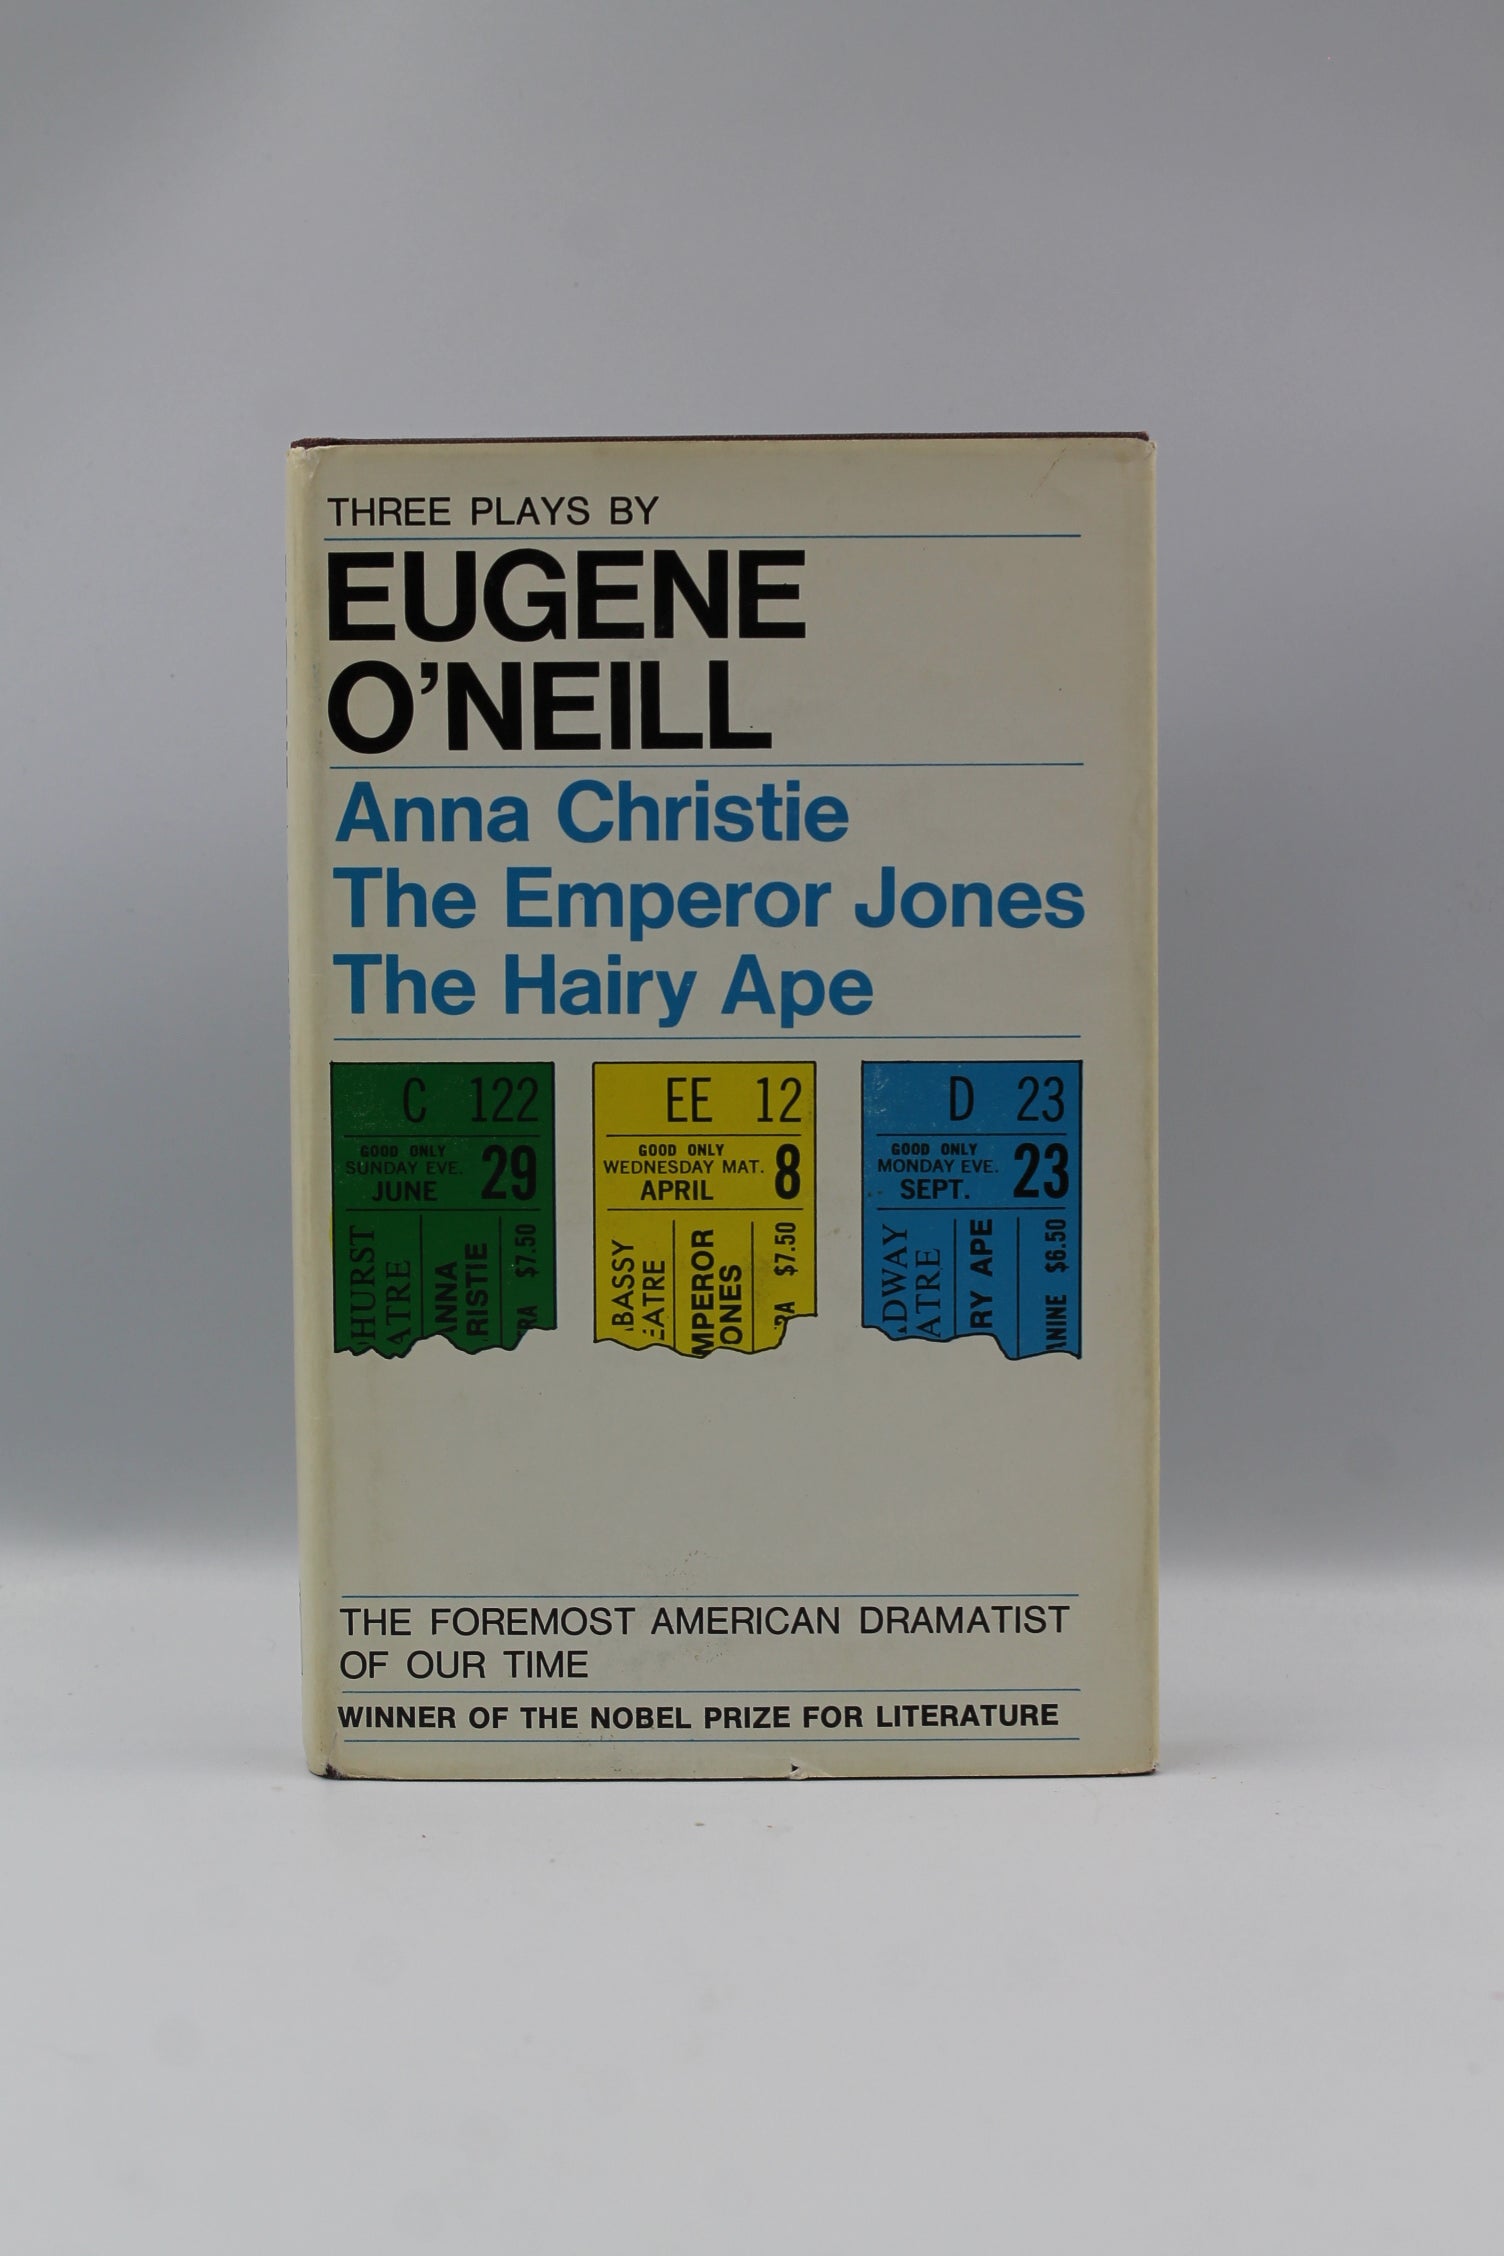 THREE PLAYS BY
EUGENE
O'NEILL
Anna Christie
The Emperor Jones
The Hairy Ape
C 122
GOOD ONLY
SUNDAY EVE.
JUNE 29
HURST
ATRE
ANNA
RISTIE
RA $7.50
EE 12
GOOD ONLY
WEDNESDAY MAT.
APRIL 8
BASSY
EATRE
MPEROR
ONES
RA $7.50
D 23
GOOD ONLY
MONDAY EVE.
SEPT. 23
ADWAY
ATRE
RY APE
ANINE $6.50
THE FOREMOST AMERICAN DRAMATIST
OF OUR TIME
WINNER OF THE NOBEL PRIZE FOR LITERATURE